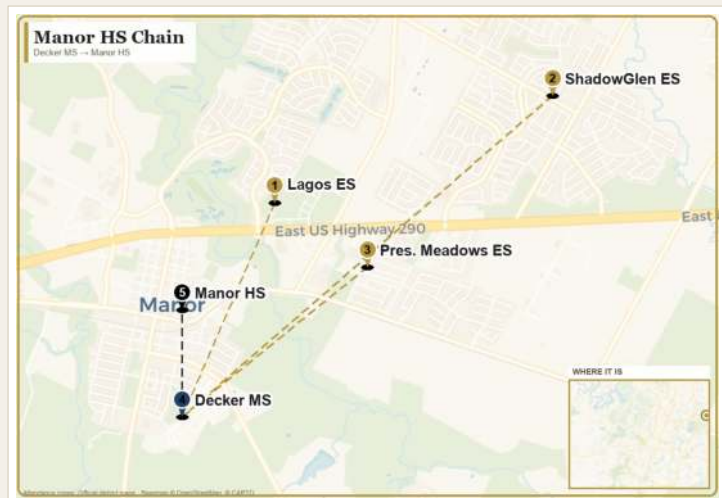 Manor HS Chain
Decker MS → Manor HS
2 ShadowGlen ES
1 Lagos ES
East US Highway 290
East
3 Pres. Meadows ES
5 Manor HS
Manor
4 Decker MS
WHERE IT IS